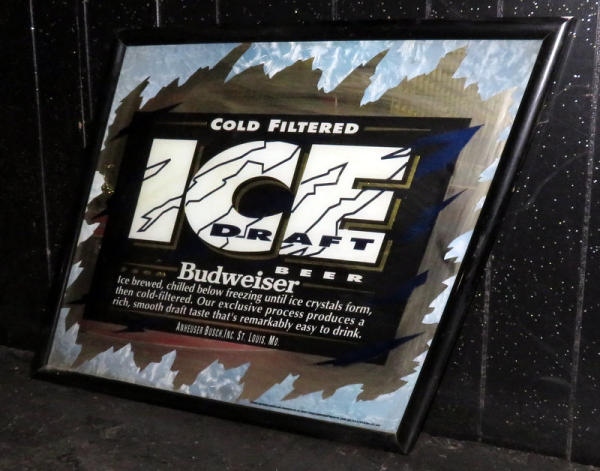 COLD FILTERED
ICE
DRAFT
BEER
FROM
Budweiser
Ice brewed, chilled below freezing until ice crystals form,
then cold-filtered. Our exclusive process produces a
rich, smooth draft taste that's remarkably easy to drink.
ANHEUSER-BUSCH, INC. ST. LOUIS, MO.